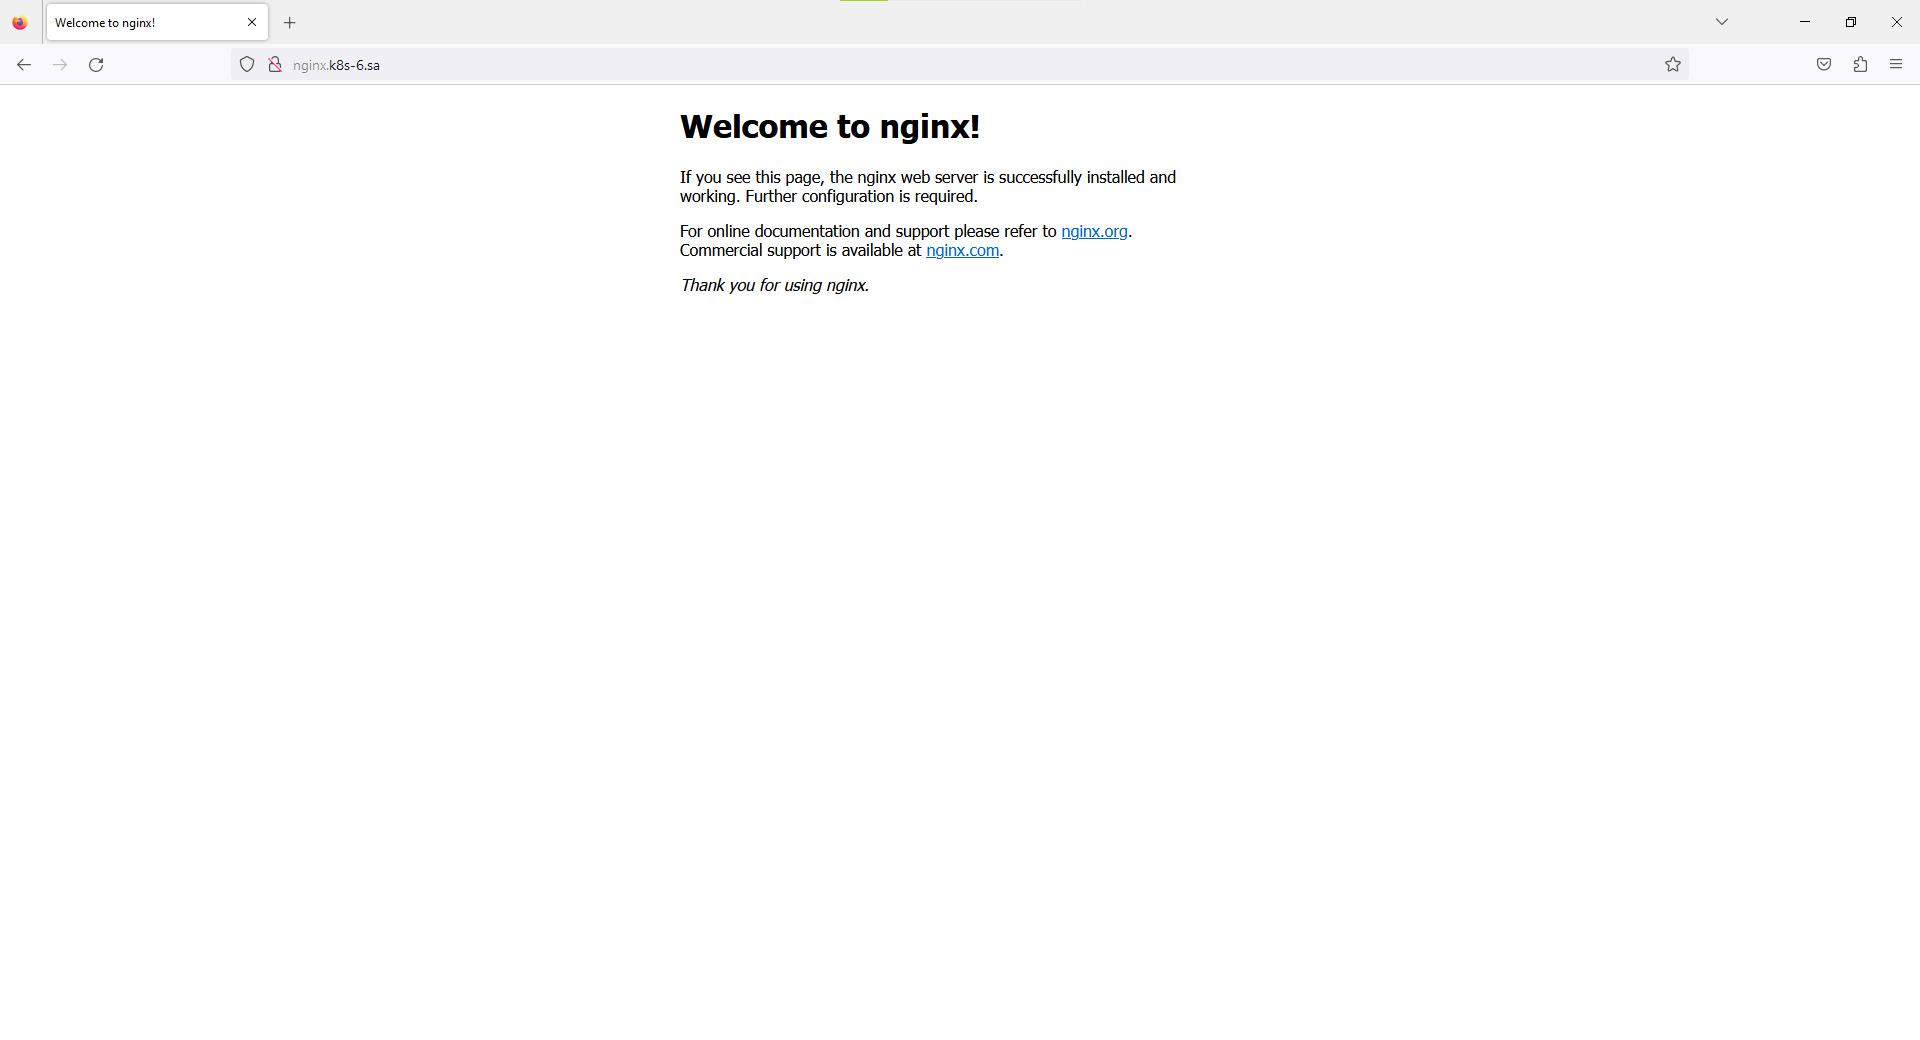 Welcome to nginx!
nginx.k8s-6.sa
Welcome to nginx!
If you see this page, the nginx web server is successfully installed and
working. Further configuration is required.
For online documentation and support please refer to nginx.org.
Commercial support is available at nginx.com.
Thank you for using nginx.